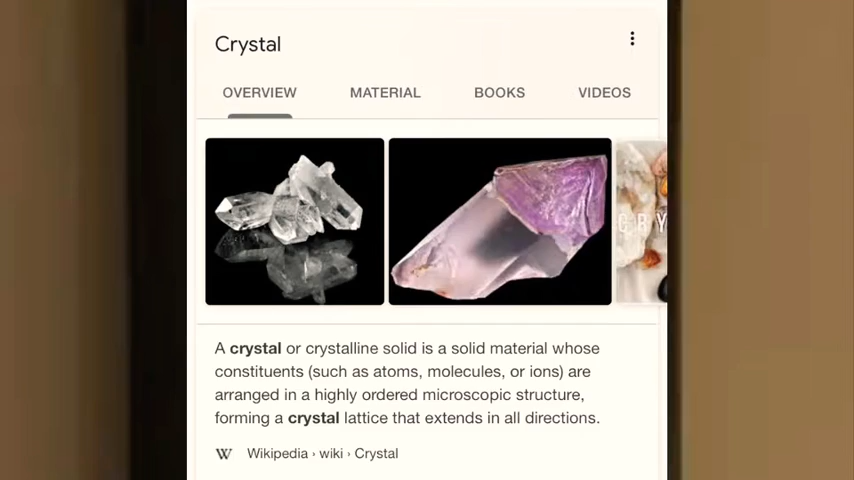 Crystal
OVERVIEW MATERIAL BOOKS VIDEOS
CRY
A crystal or crystalline solid is a solid material whose
constituents (such as atoms, molecules, or ions) are
arranged in a highly ordered microscopic structure,
forming a crystal lattice that extends in all directions.
W Wikipedia › wiki › Crystal